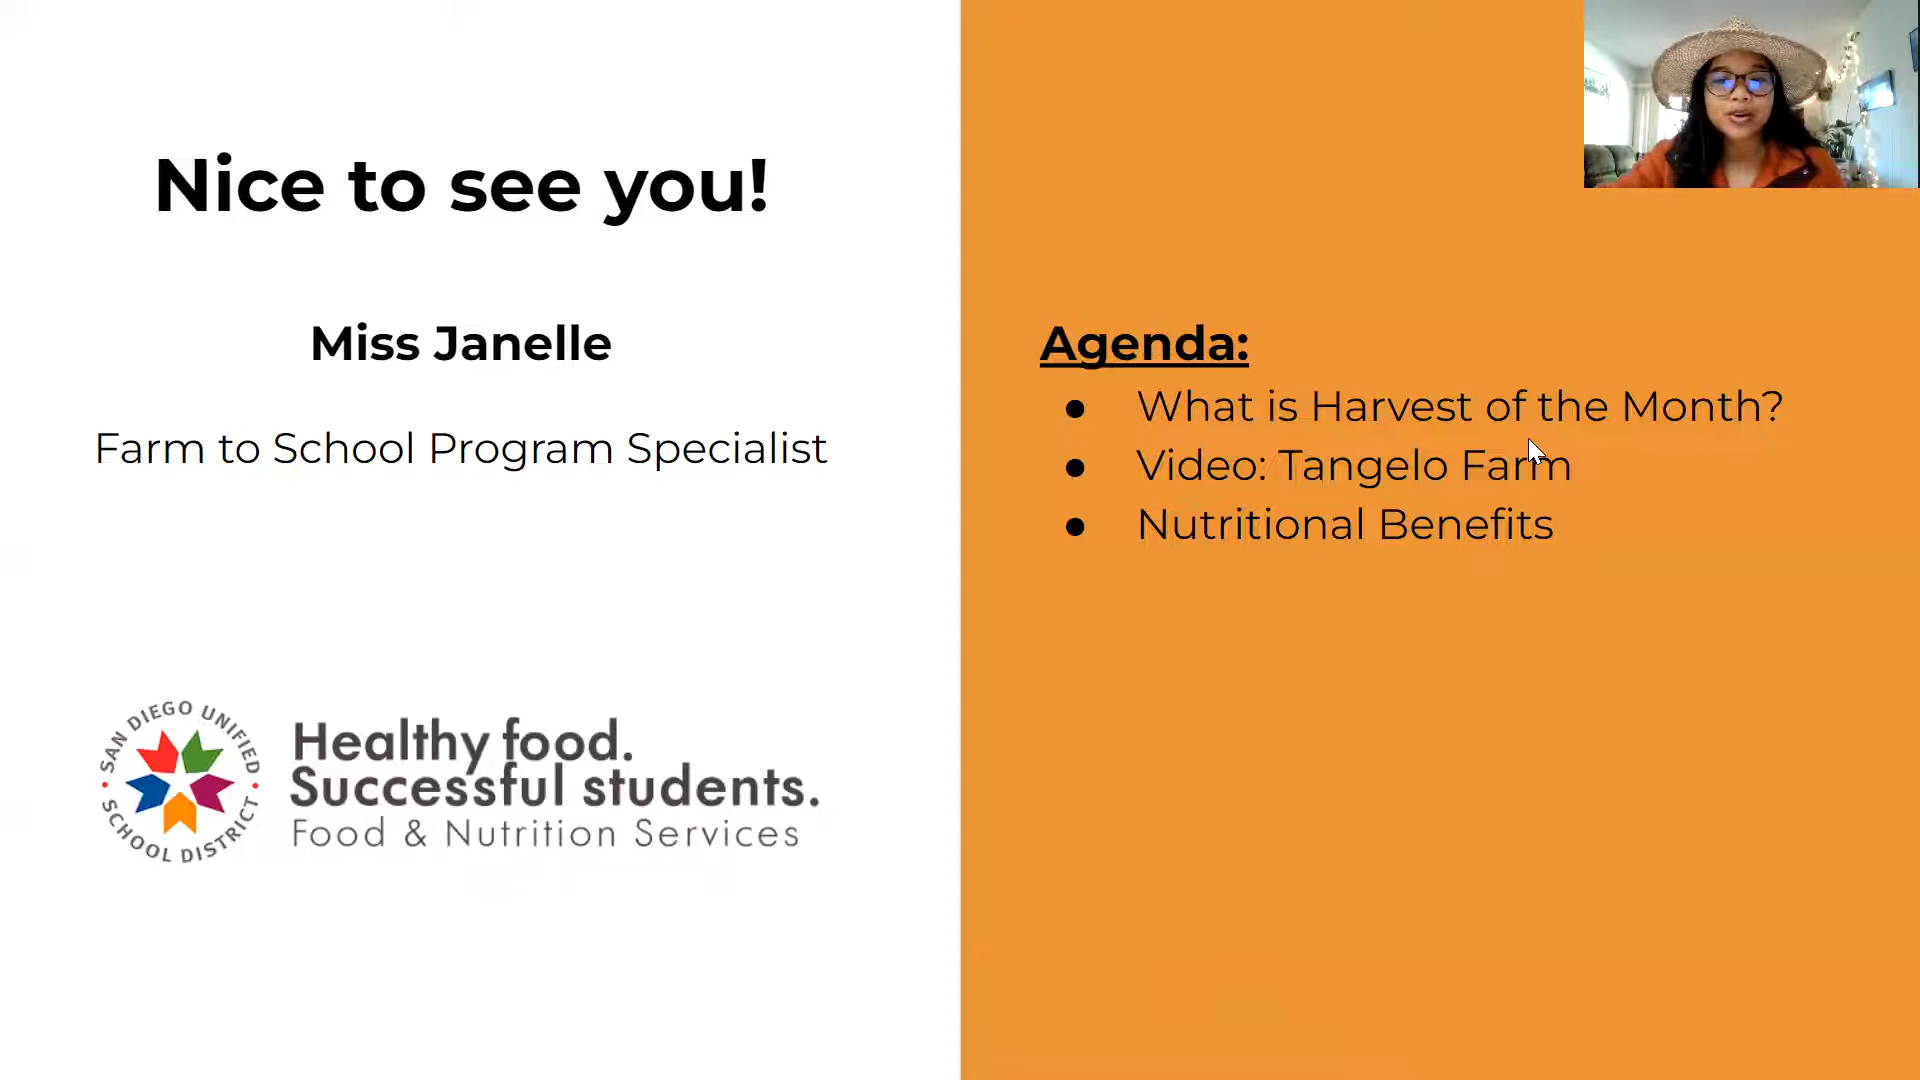 Nice to see you!
Miss Janelle
Farm to School Program Specialist
SAN DIEGO UNIFIED
SCHOOL DISTRICT
Healthy food.
Successful students.
Food & Nutrition Services
Agenda:
● What is Harvest of the Month?
● Video: Tangelo Farm
● Nutritional Benefits